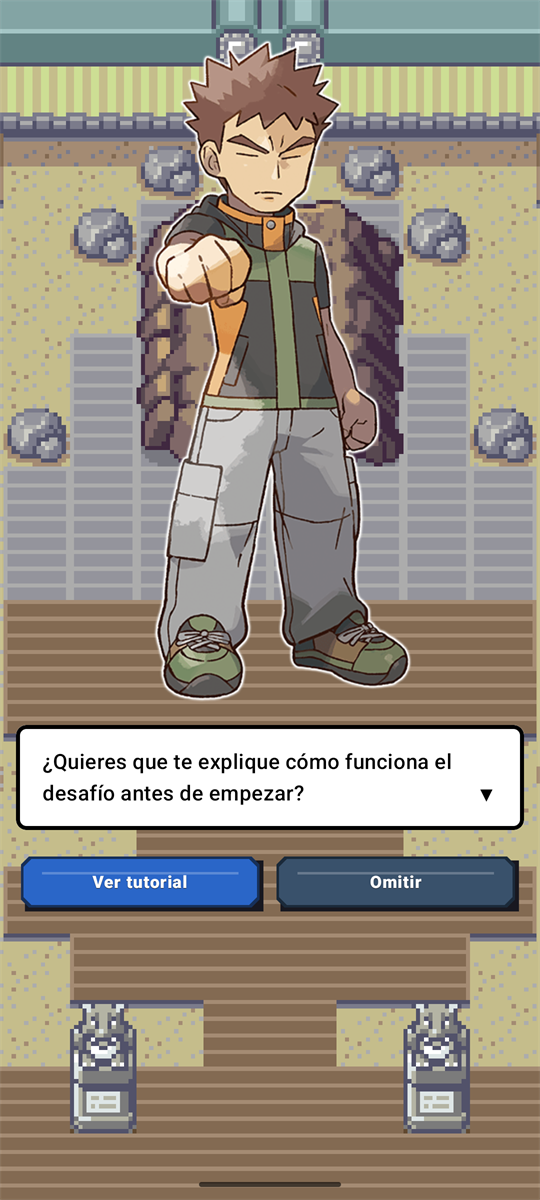 ¿Quieres que te explique cómo funciona el
desafío antes de empezar?
Ver tutorial
Omitir